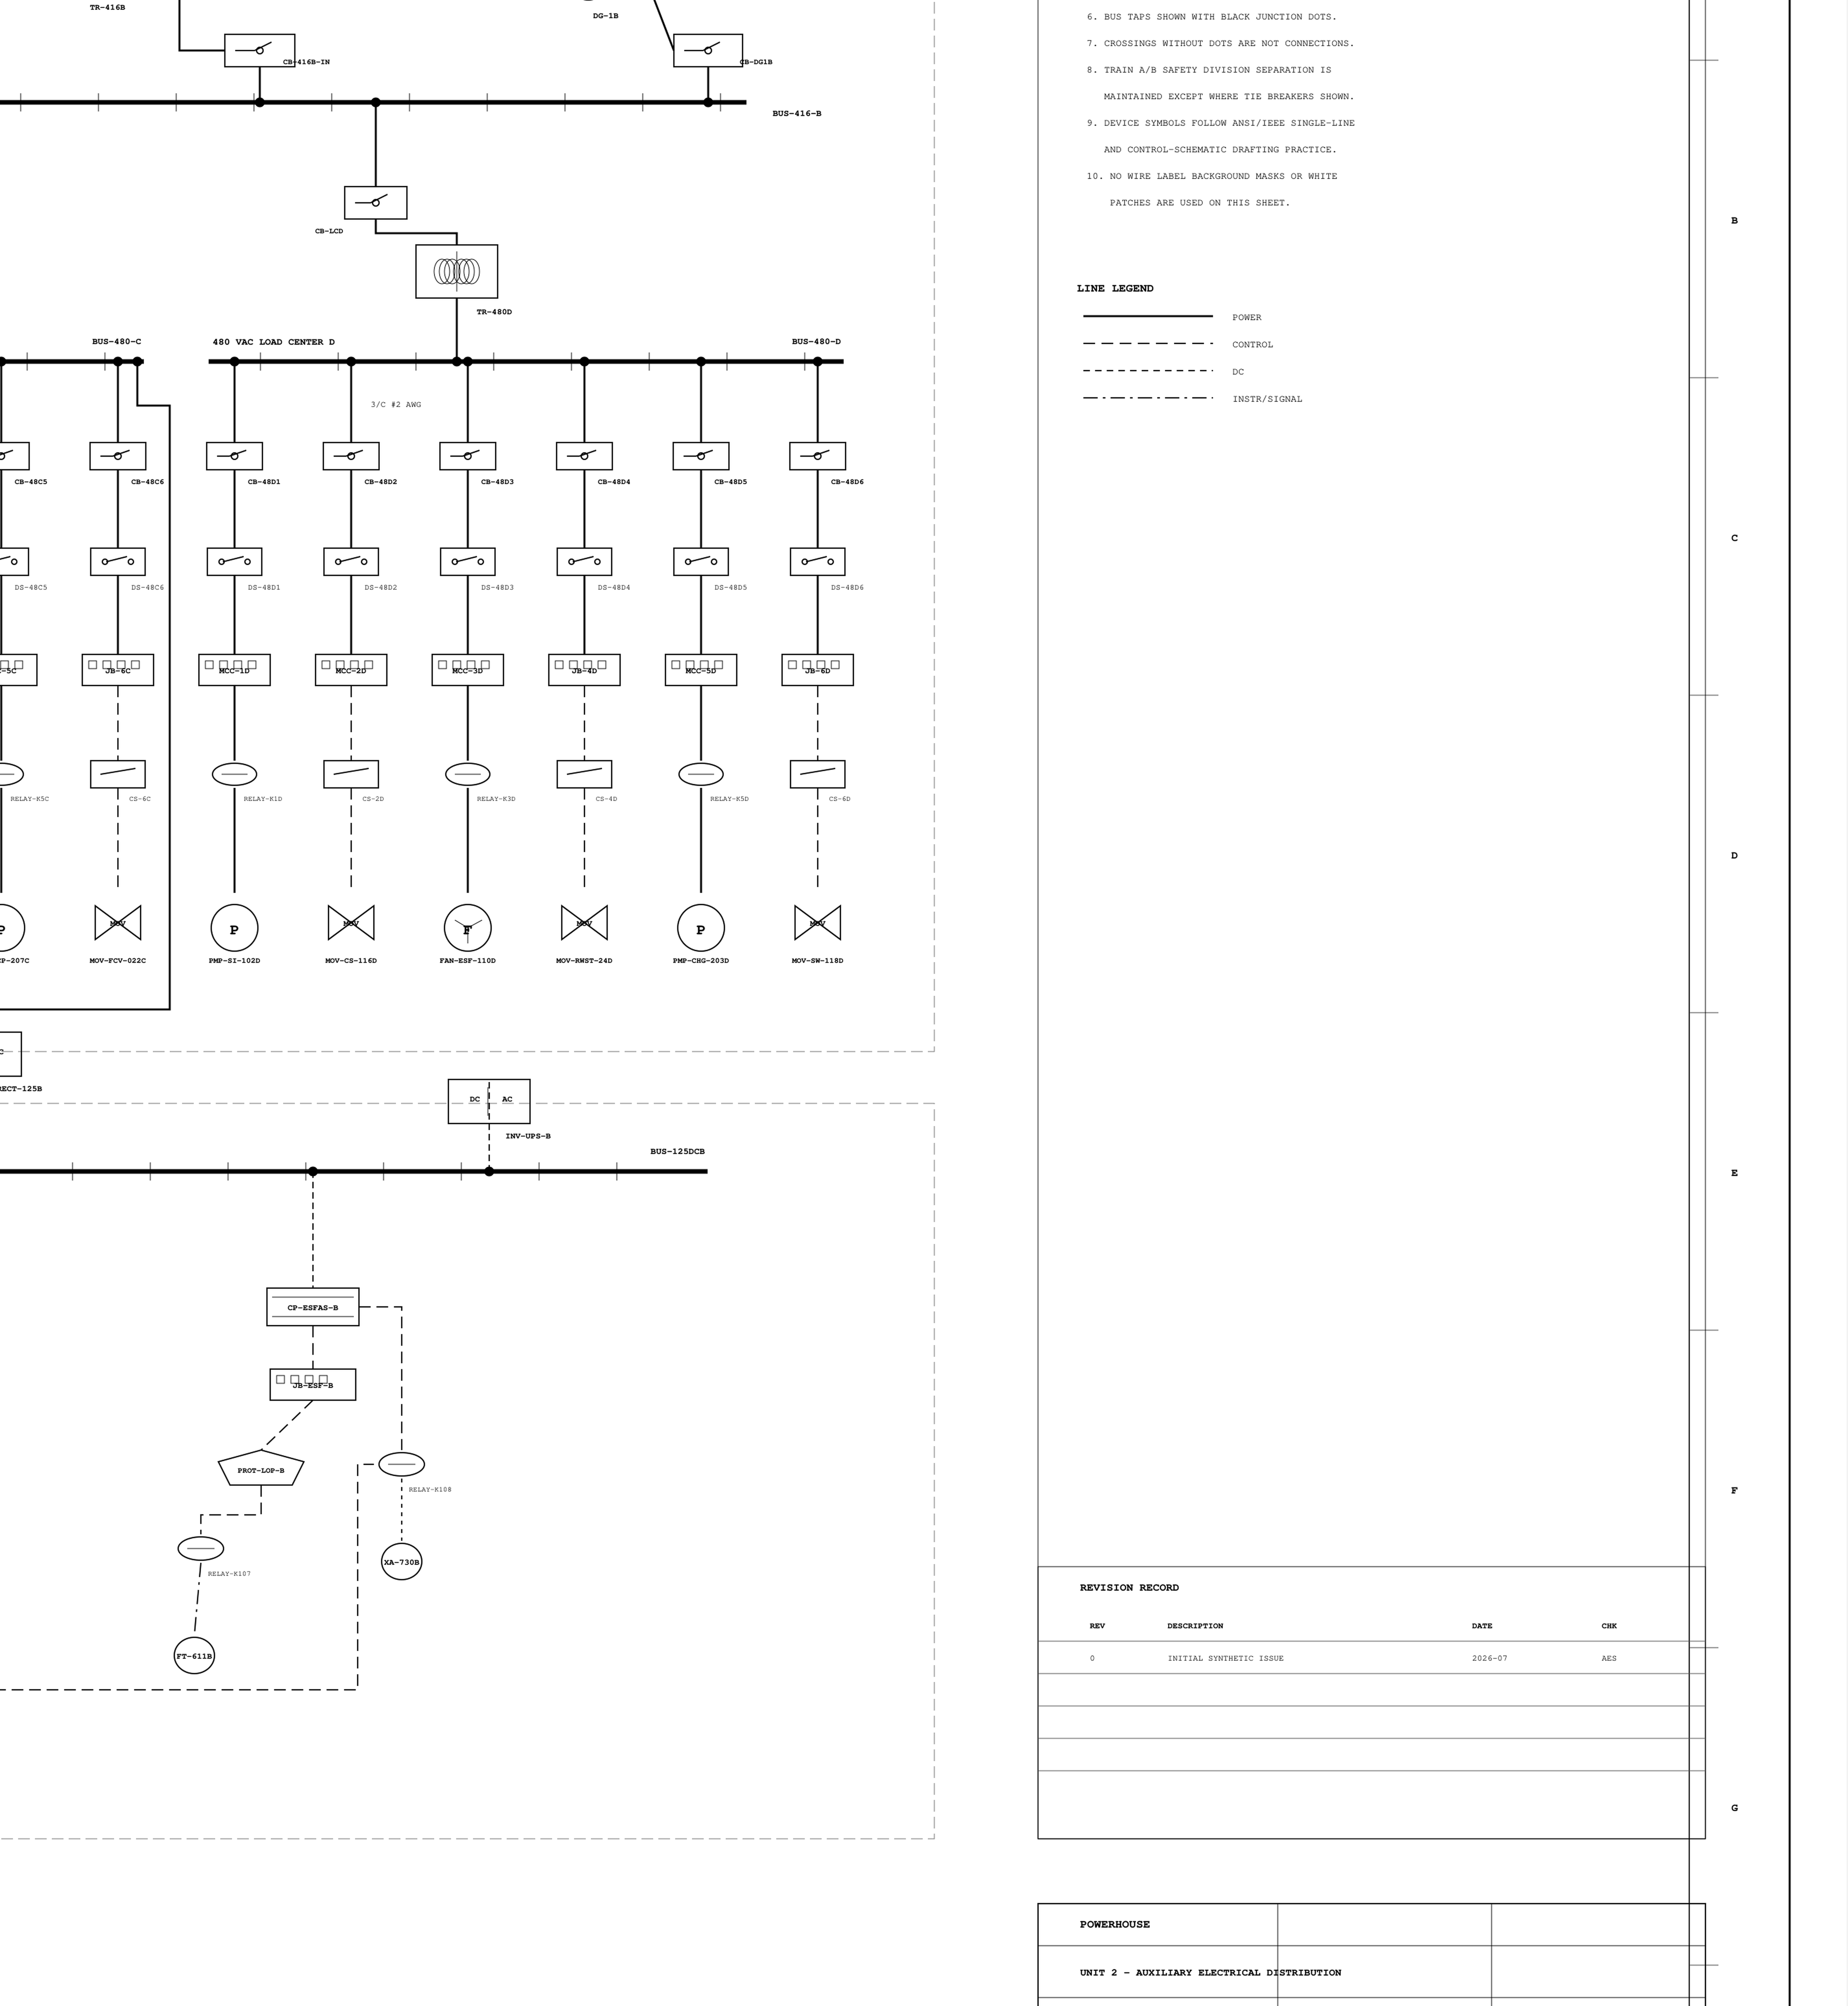 TR-416B
DG-1B
CB-416B-IN
CB-DG1B
BUS-416-B
CB-LCD
TR-480D
BUS-480-C
480 VAC LOAD CENTER D
BUS-480-D
3/C #2 AWG
CB-48C5
CB-48C6
CB-48D1
CB-48D2
CB-48D3
CB-48D4
CB-48D5
CB-48D6
DS-48C5
DS-48C6
DS-48D1
DS-48D2
DS-48D3
DS-48D4
DS-48D5
DS-48D6
-5C
JB-6C
MCC-1D
MCC-2D
MCC-3D
JB-4D
MCC-5D
JB-6D
RELAY-K5C
CS-6C
RELAY-K1D
CS-2D
RELAY-K3D
CS-4D
RELAY-K5D
CS-6D
P
MOV
P
MOV
F
MOV
P
MOV
P-207C
MOV-FCV-022C
PMP-SI-102D
MOV-CS-116D
FAN-ESF-110D
MOV-RWST-24D
PMP-CHG-203D
MOV-SW-118D
C
RECT-125B
DC
AC
INV-UPS-B
BUS-125DCB
CP-ESFAS-B
JB-ESF-B
PROT-LOP-B
RELAY-K108
RELAY-K107
XA-730B
FT-611B
6. BUS TAPS SHOWN WITH BLACK JUNCTION DOTS.
7. CROSSINGS WITHOUT DOTS ARE NOT CONNECTIONS.
8. TRAIN A/B SAFETY DIVISION SEPARATION IS
MAINTAINED EXCEPT WHERE TIE BREAKERS SHOWN.
9. DEVICE SYMBOLS FOLLOW ANSI/IEEE SINGLE-LINE
AND CONTROL-SCHEMATIC DRAFTING PRACTICE.
10. NO WIRE LABEL BACKGROUND MASKS OR WHITE
PATCHES ARE USED ON THIS SHEET.
LINE LEGEND
POWER
CONTROL
DC
INSTR/SIGNAL
B
C
D
E
F
G
REVISION RECORD
REV DESCRIPTION DATE CHK
0 INITIAL SYNTHETIC ISSUE 2026-07 AES
POWERHOUSE
UNIT 2 - AUXILIARY ELECTRICAL DISTRIBUTION